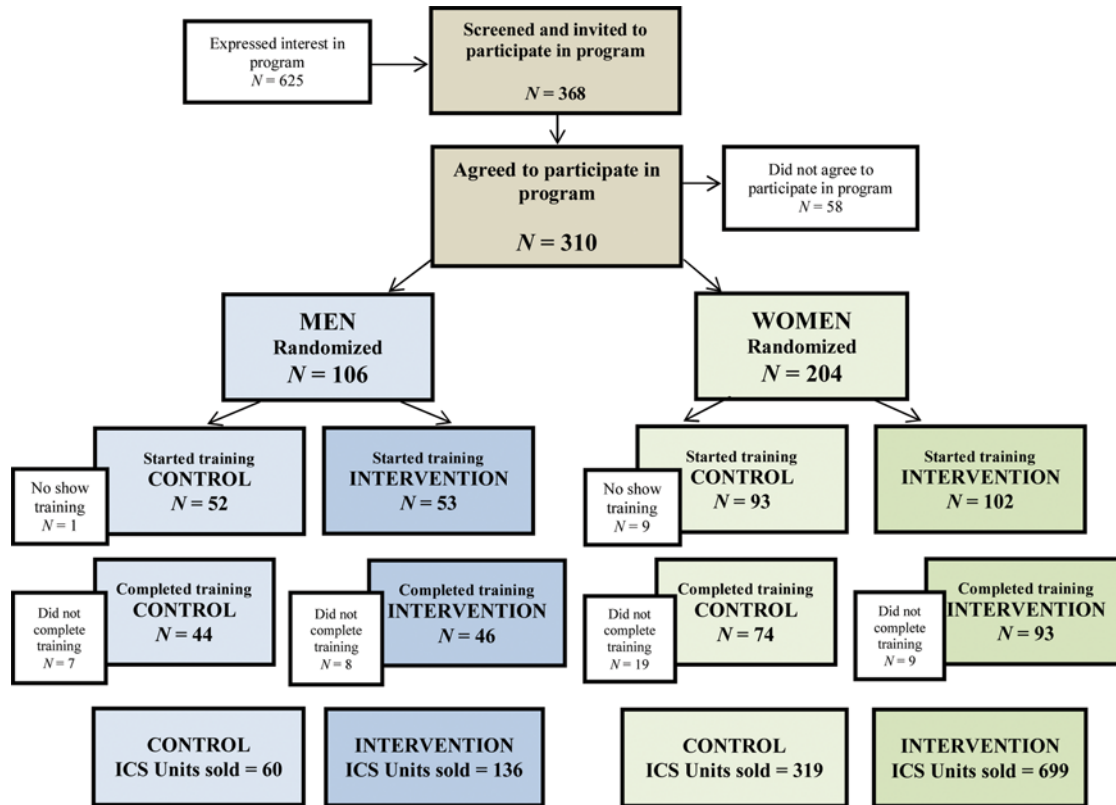 Expressed interest in
program
N = 625
Screened and invited to
participate in program
N = 368
Agreed to participate in
program
N = 310
Did not agree to
participate in program
N = 58
MEN
Randomized
N = 106
WOMEN
Randomized
N = 204
Started training
CONTROL
N = 52
No show
training
N = 1
Started training
INTERVENTION
N = 53
Started training
CONTROL
N = 93
No show
training
N = 9
Started training
INTERVENTION
N = 102
Completed training
CONTROL
N = 44
Did not
complete
training
N = 7
Completed training
INTERVENTION
N = 46
Did not
complete
training
N = 8
Completed training
CONTROL
N = 74
Did not
complete
training
N = 19
Completed training
INTERVENTION
N = 93
Did not
complete
training
N = 9
CONTROL
ICS Units sold = 60
INTERVENTION
ICS Units sold = 136
CONTROL
ICS Units sold = 319
INTERVENTION
ICS Units sold = 699